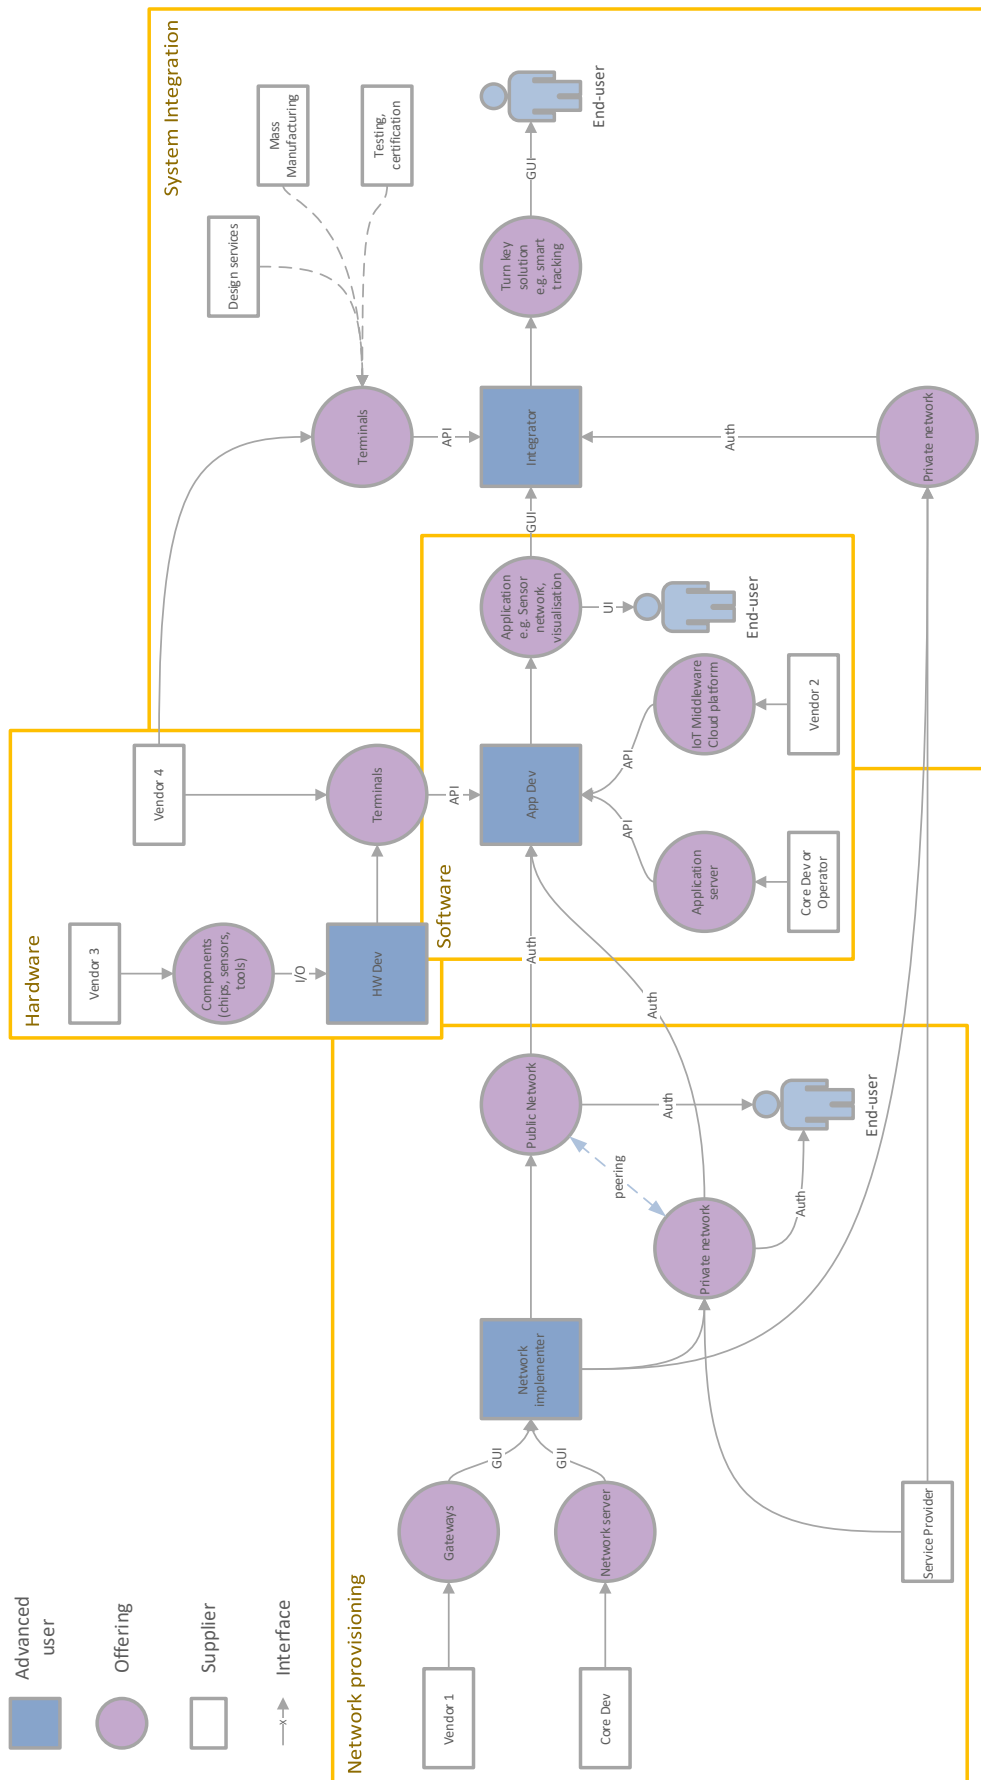 Advanced
user
Offering
Supplier
x
Interface
Network provisioning
Vendor 1
Core Dev
Gateways
Network server
GUI
GUI
Network
implementer
Service Provider
Private network
peering
Public Network
Auth
Auth
End-user
Auth
Auth
Hardware
Vendor 3
Components
(chips, sensors,
tools)
I/O
HW Dev
Vendor 4
Terminals
API
Software
App Dev
API
API
Application
server
Core Dev or
Operator
IoT Middleware
Cloud platform
Vendor 2
Application
e.g. Sensor
network,
visualisation
UI
End-user
GUI
System Integration
Design services
Mass
Manufacturing
Testing,
certification
Terminals
API
Integrator
Auth
Private network
Turn key
solution
e.g. smart
tracking
GUI
End-user